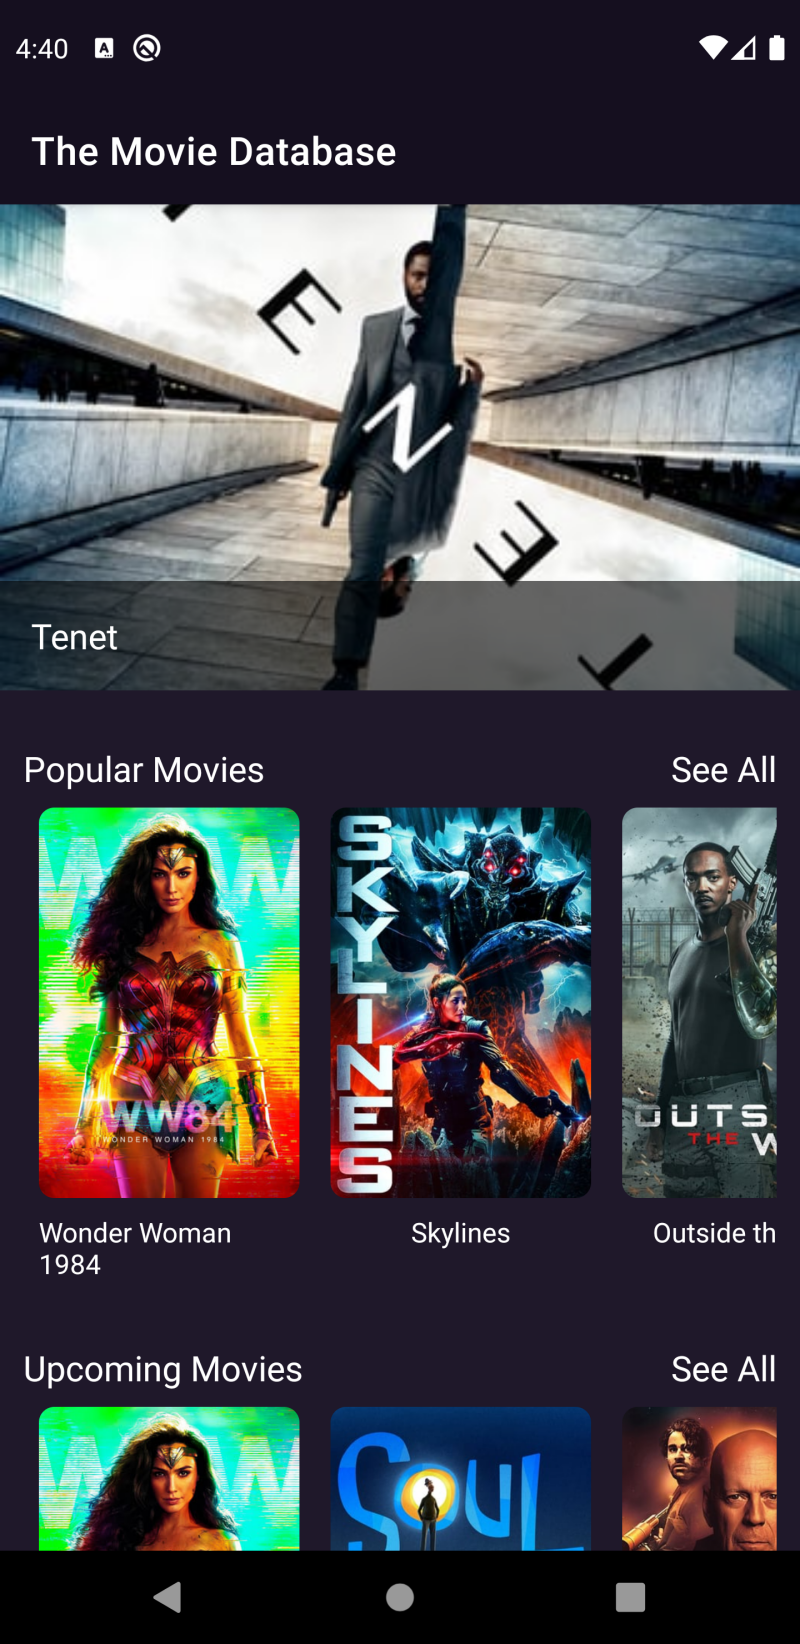 4:40
A
The Movie Database
E
N
E
T
Tenet
Popular Movies
See All
WW84
WONDER WOMAN 1984
SKYLINES
OUTS
THE W
Wonder Woman
1984
Skylines
Outside th
Upcoming Movies
See All
SOUL